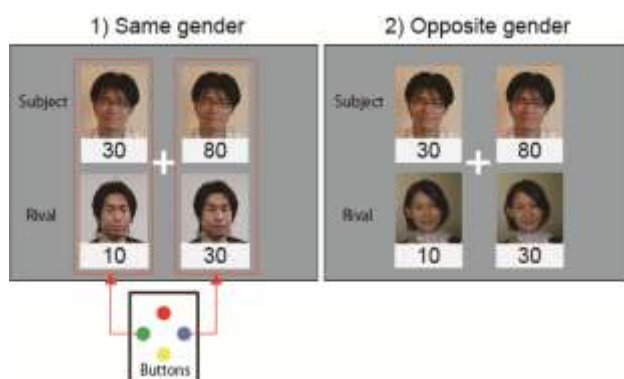 1) Same gender
2) Opposite gender
Subject
30
80
Rival
10
30
Subject
30
80
Rival
10
30
Buttons